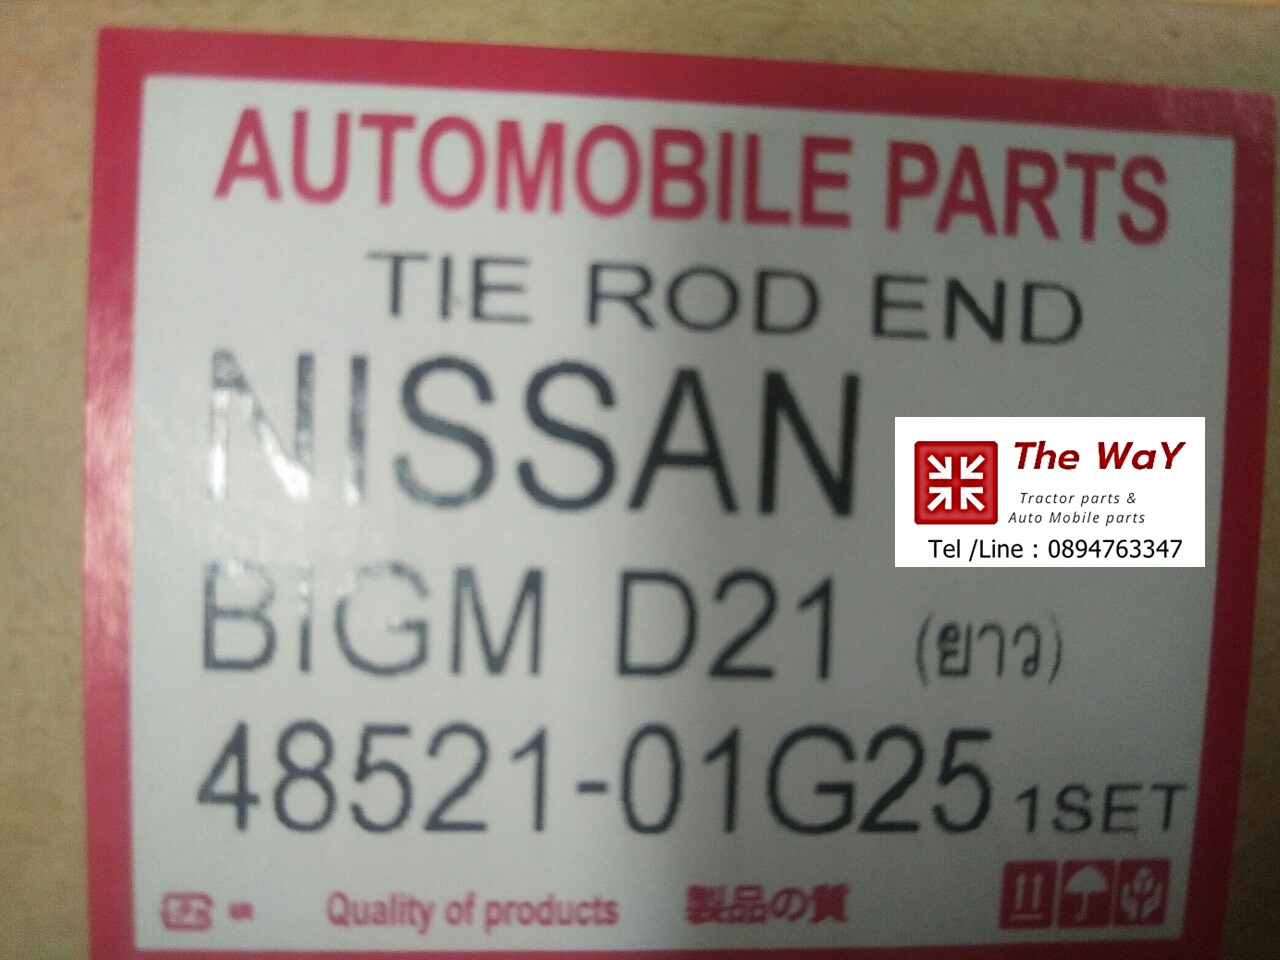 AUTOMOBILE PARTS
TIE ROD END
NISSAN
BIGM D21 (ยาว)
48521-01G25 1SET
Quality of products 製品の質
The WaY
Tractor parts &
Auto Mobile parts
Tel /Line : 0894763347